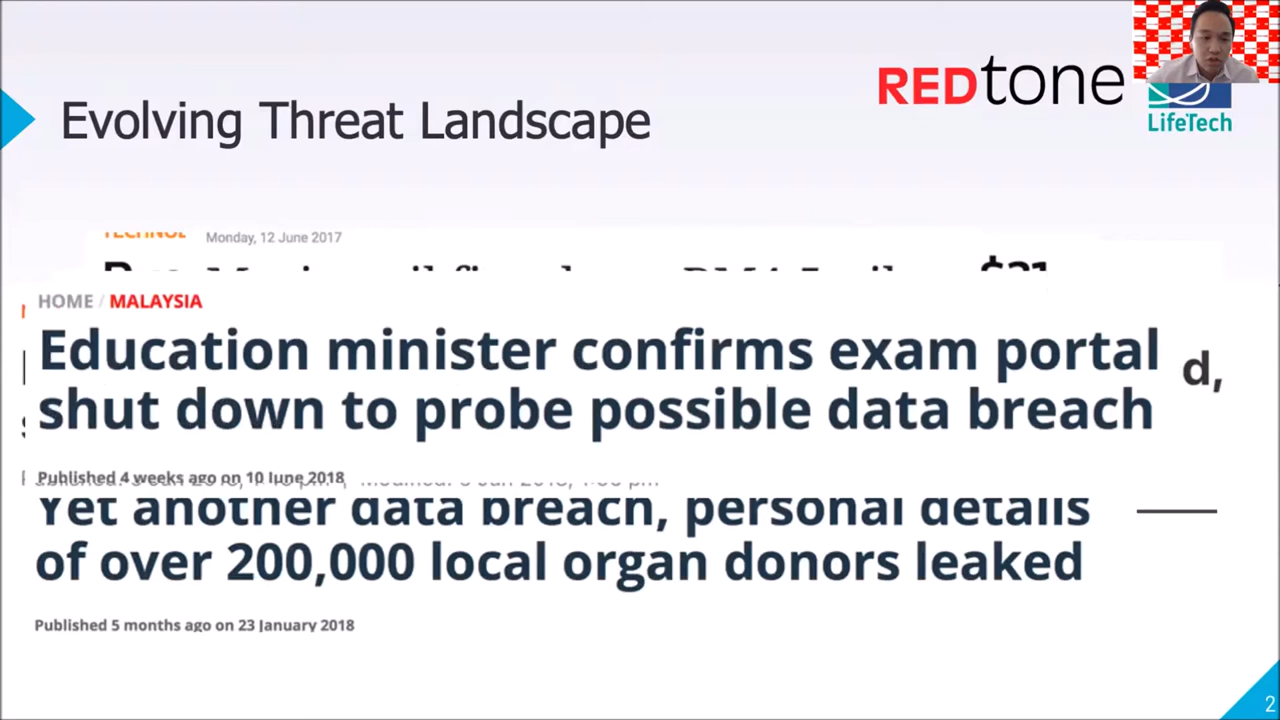 REDtone
LifeTech
Evolving Threat Landscape
Monday, 12 June 2017
HOME / MALAYSIA
Education minister confirms exam portal
shut down to probe possible data breach
d,
Published 4 weeks ago on 10 June 2018
Yet another data breach, personal details
of over 200,000 local organ donors leaked
Published 5 months ago on 23 January 2018
2